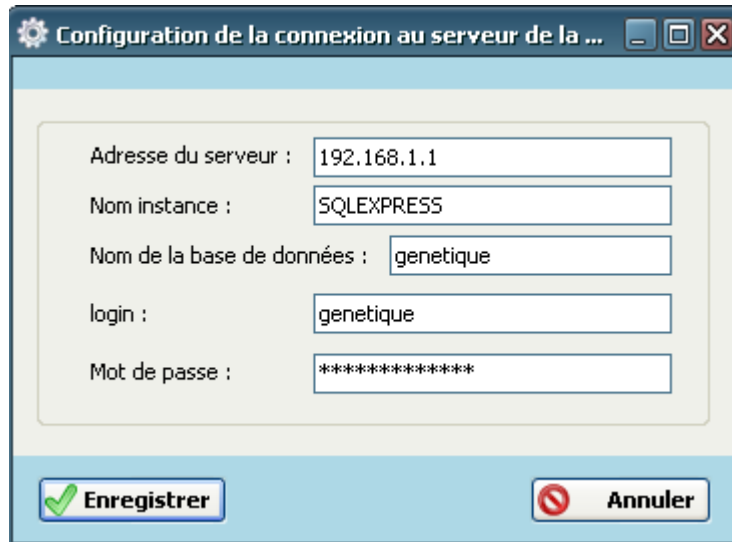 Configuration de la connexion au serveur de la ...
Adresse du serveur : 192.168.1.1
Nom instance : SQLEXPRESS
Nom de la base de données : genetique
login : genetique
Mot de passe : *************
Enregistrer Annuler